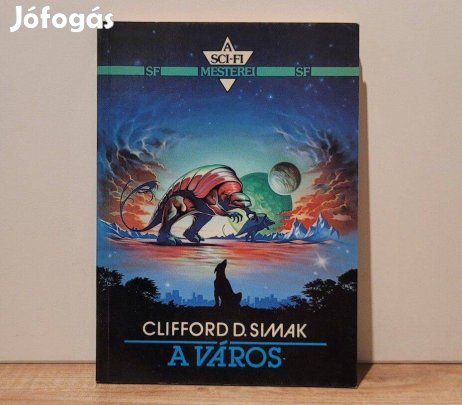 Jófogás
A
SCI-FI
SF MESTEREI SF
CLIFFORD D. SIMAK
A VÁROS